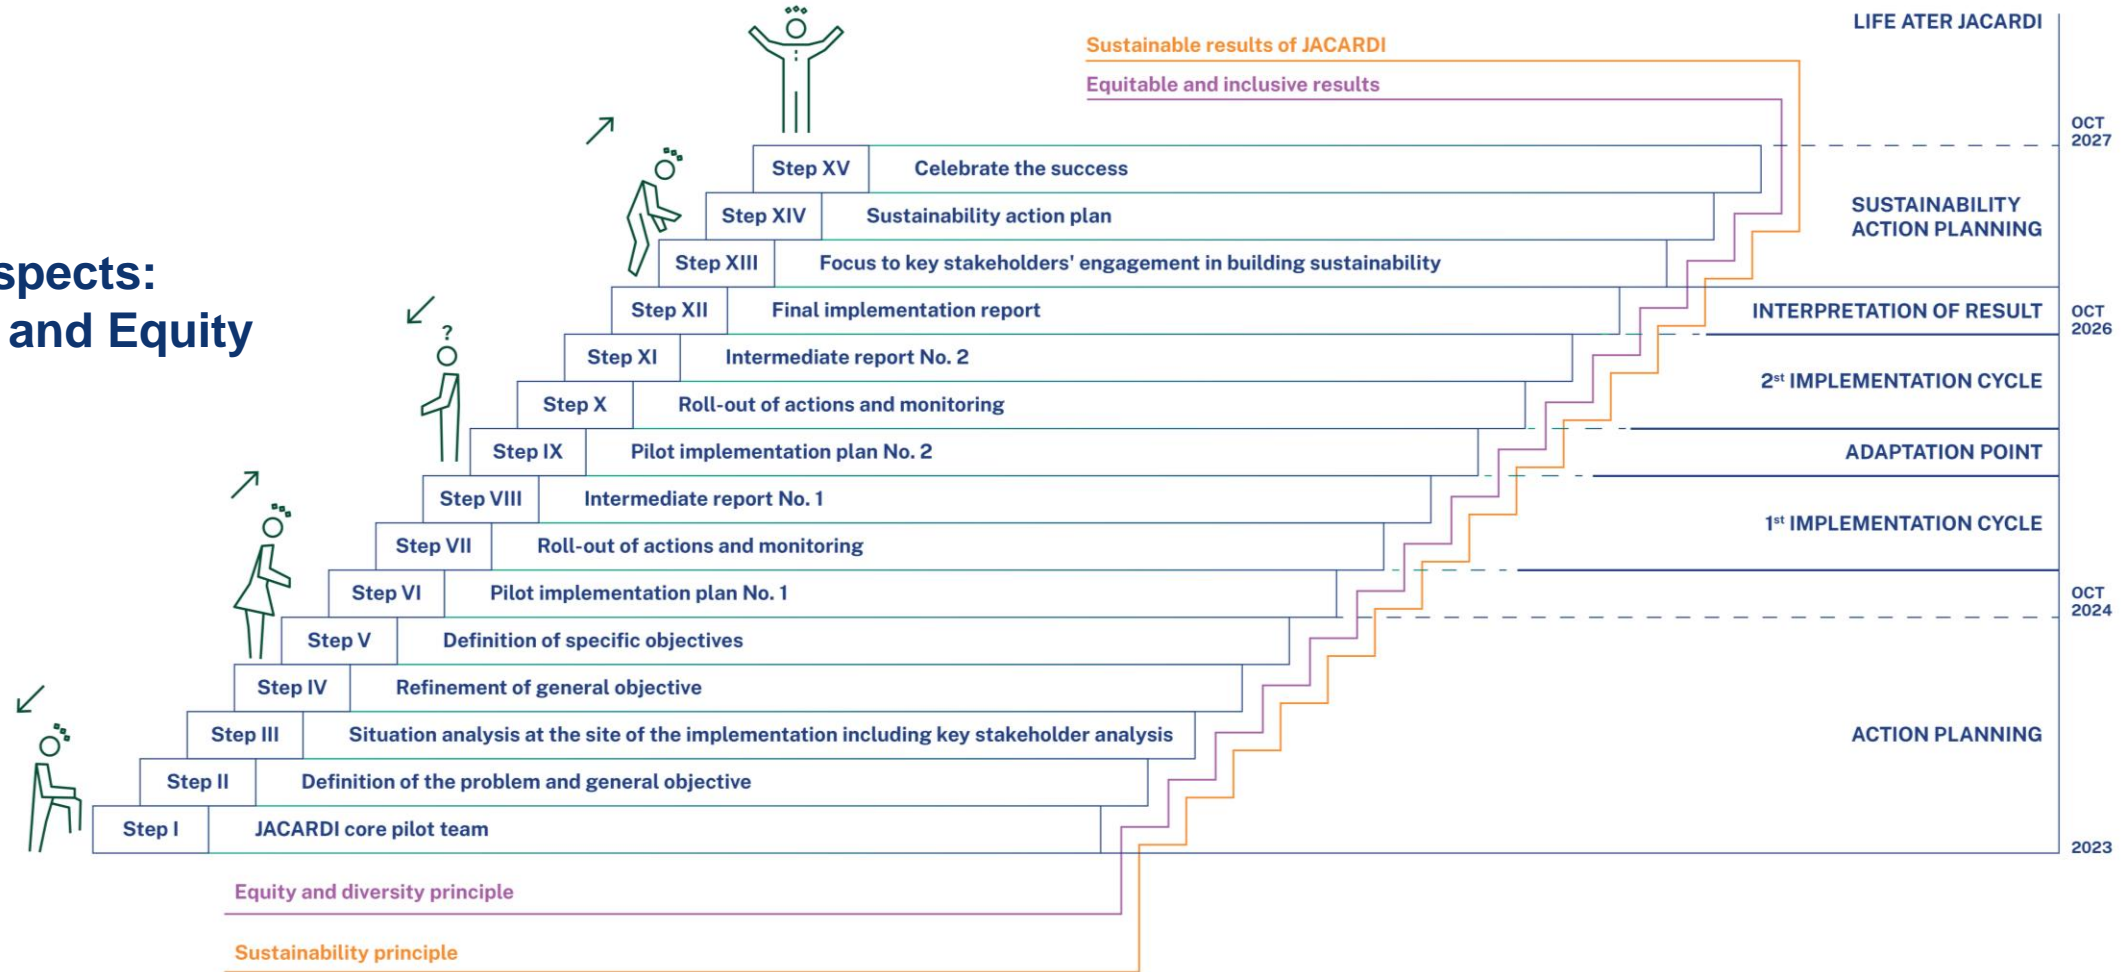 LIFE ATER JACARDI
Sustainable results of JACARDI
Equitable and inclusive results
OCT
2027
Step XV Celebrate the success
Step XIV Sustainability action plan
SUSTAINABILITY
ACTION PLANNING
Step XIII Focus to key stakeholders' engagement in building sustainability
spects:
and Equity
Step XII Final implementation report
INTERPRETATION OF RESULT
OCT
2026
?
Step XI Intermediate report No. 2
2st IMPLEMENTATION CYCLE
Step X Roll-out of actions and monitoring
Step IX Pilot implementation plan No. 2
ADAPTATION POINT
Step VIII Intermediate report No. 1
1st IMPLEMENTATION CYCLE
Step VII Roll-out of actions and monitoring
Step VI Pilot implementation plan No. 1
OCT
2024
Step V Definition of specific objectives
Step IV Refinement of general objective
Step III Situation analysis at the site of the implementation including key stakeholder analysis
ACTION PLANNING
Step II Definition of the problem and general objective
Step I JACARDI core pilot team
2023
Equity and diversity principle
Sustainability principle